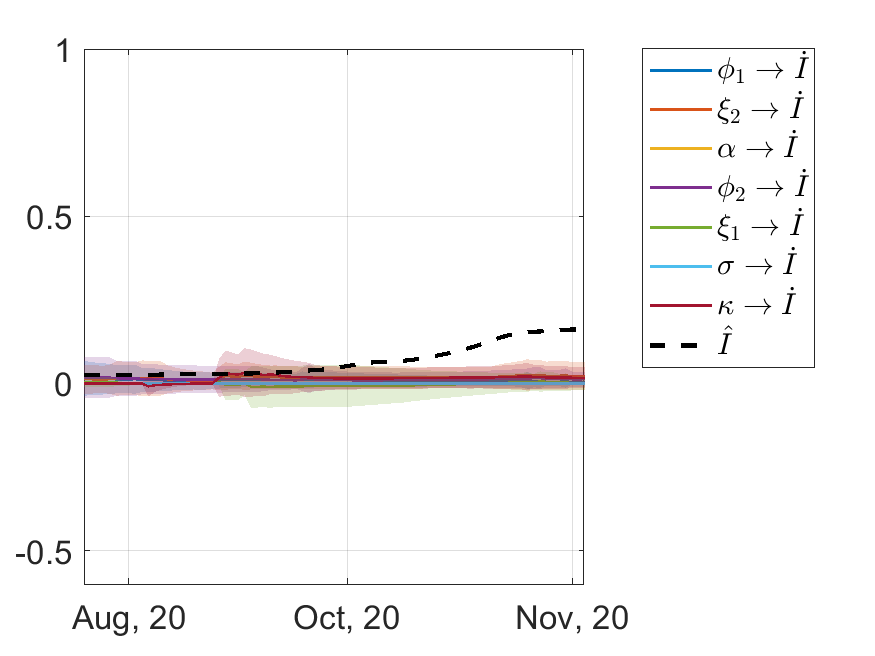 1
0.5
0
-0.5
Aug, 20 Oct, 20 Nov, 20
ϕ₁ → İ
ξ₂ → İ
α → İ
ϕ₂ → İ
ξ₁ → İ
σ → İ
κ → İ
Î